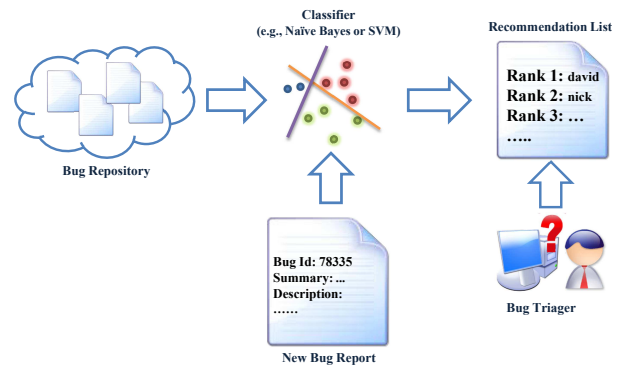 Classifier
(e.g., Naïve Bayes or SVM)
Recommendation List
Rank 1: david
Rank 2: nick
Rank 3: ...
.....
Bug Repository
Bug Id: 78335
Summary: ...
Description:
......
?
Bug Triager
New Bug Report